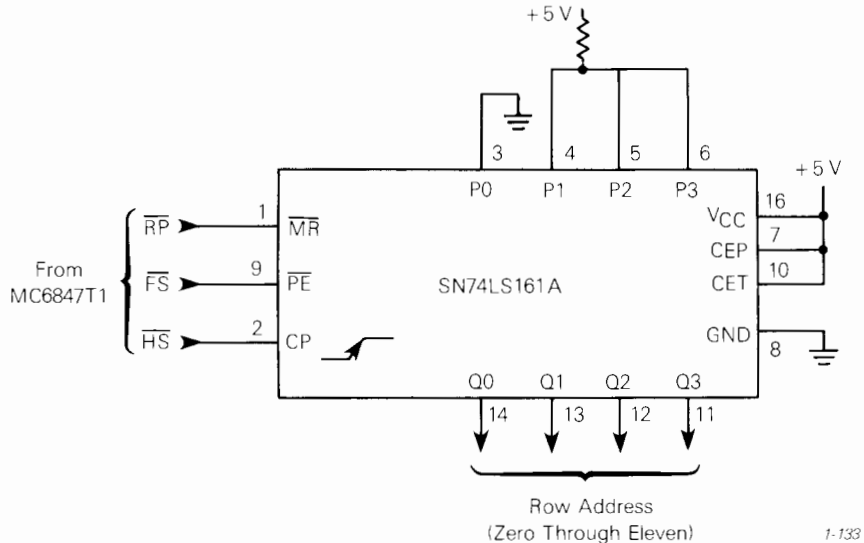 +5 V
3 4 5 6
+5 V
P0 P1 P2 P3
16
VCC
1
RP MR
7
CEP
From
MC6847T1
9
FS PE
SN74LS161A
10
CET
2
HS CP
GND
8
Q0 Q1 Q2 Q3
14 13 12 11
Row Address
(Zero Through Eleven)
1-133